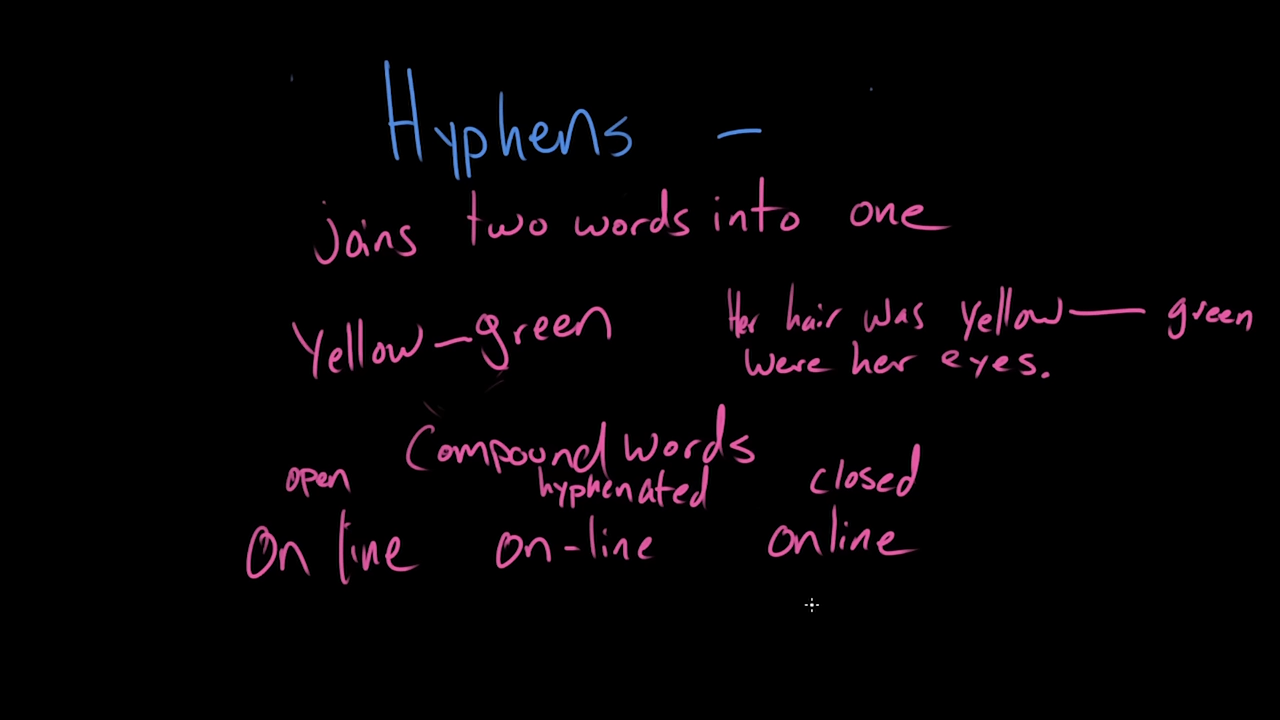 Hyphens -
joins two words into one
Yellow-green
Her hair was yellow— green
were her eyes.
Compound words
open hyphenated closed
On line on-line online